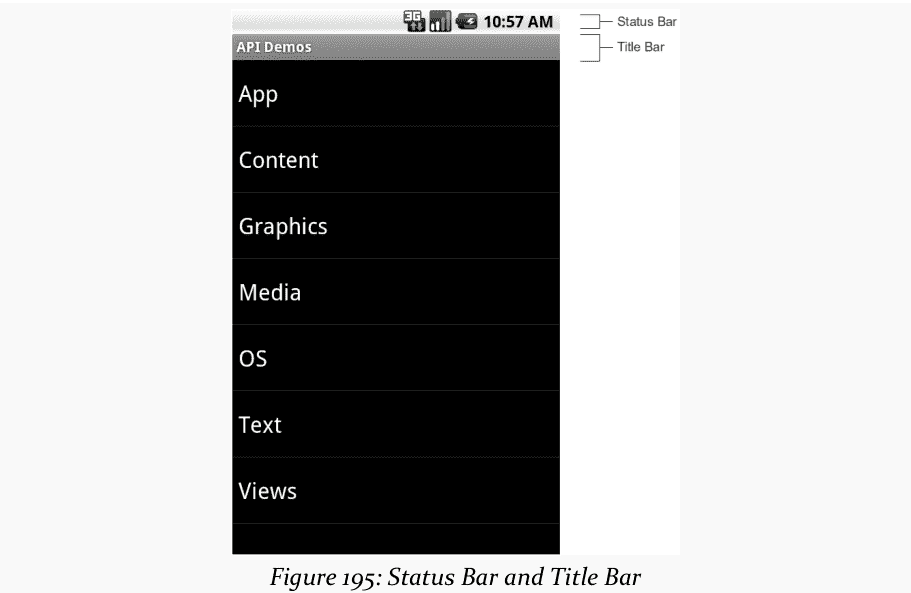 3G 10:57 AM Status Bar
API Demos Title Bar
App
Content
Graphics
Media
OS
Text
Views
Figure 195: Status Bar and Title Bar